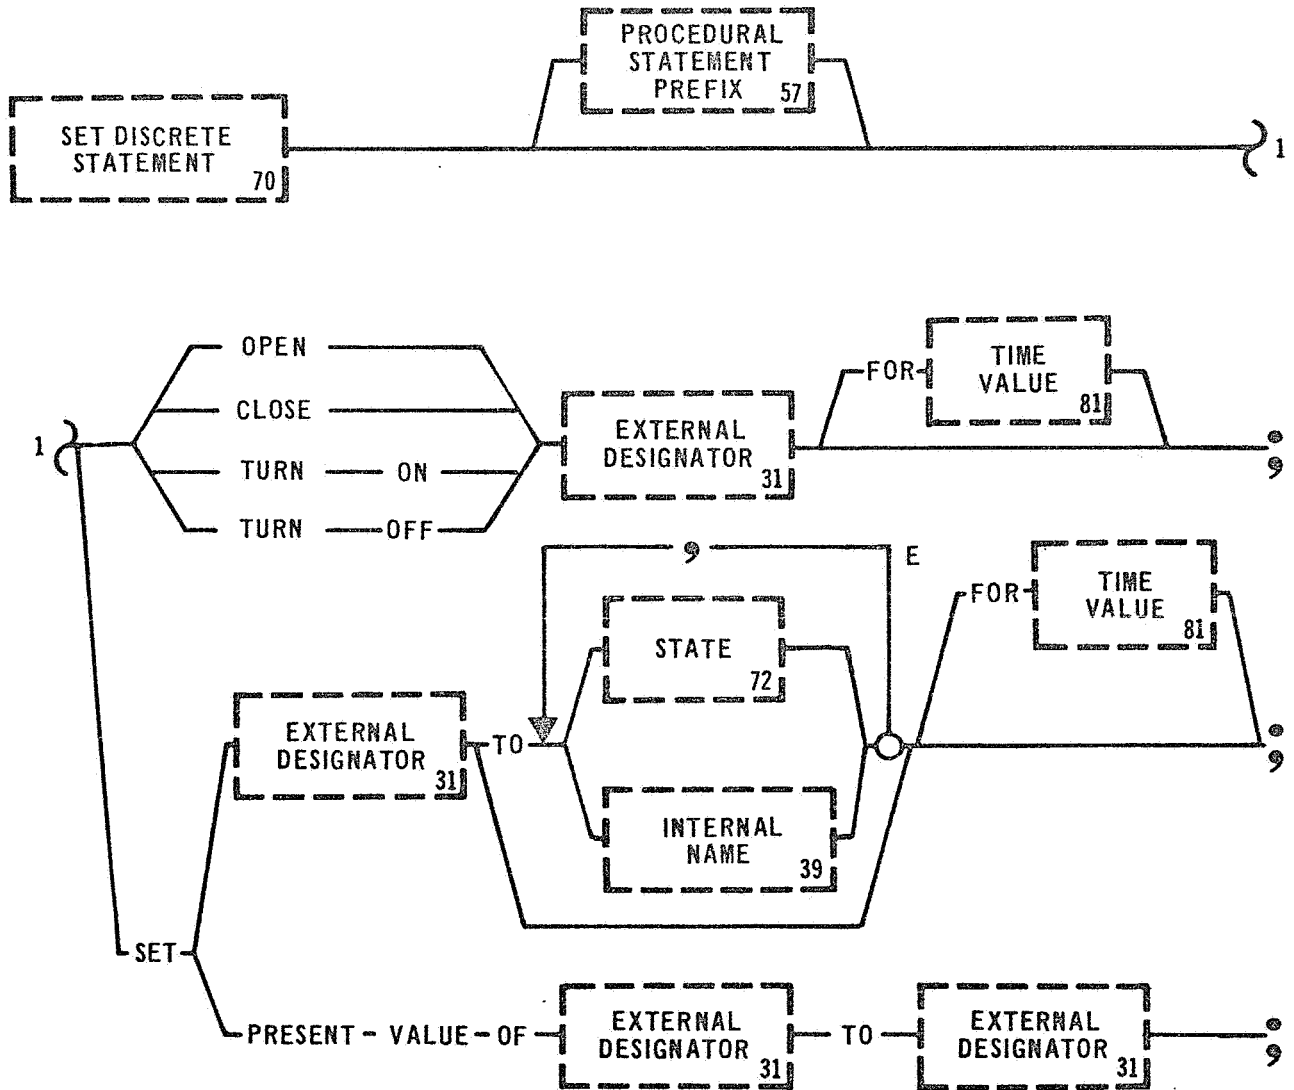 PROCEDURAL
STATEMENT
PREFIX 57
SET DISCRETE
STATEMENT
70
1
OPEN
CLOSE
TURN ON
TURN OFF
1
EXTERNAL
DESIGNATOR
31
FOR
TIME
VALUE
81
;
,
E
STATE
72
FOR
TIME
VALUE
81
EXTERNAL
DESIGNATOR
31
TO
;
INTERNAL
NAME
39
SET
PRESENT - VALUE - OF
EXTERNAL
DESIGNATOR
31
TO
EXTERNAL
DESIGNATOR
31
;